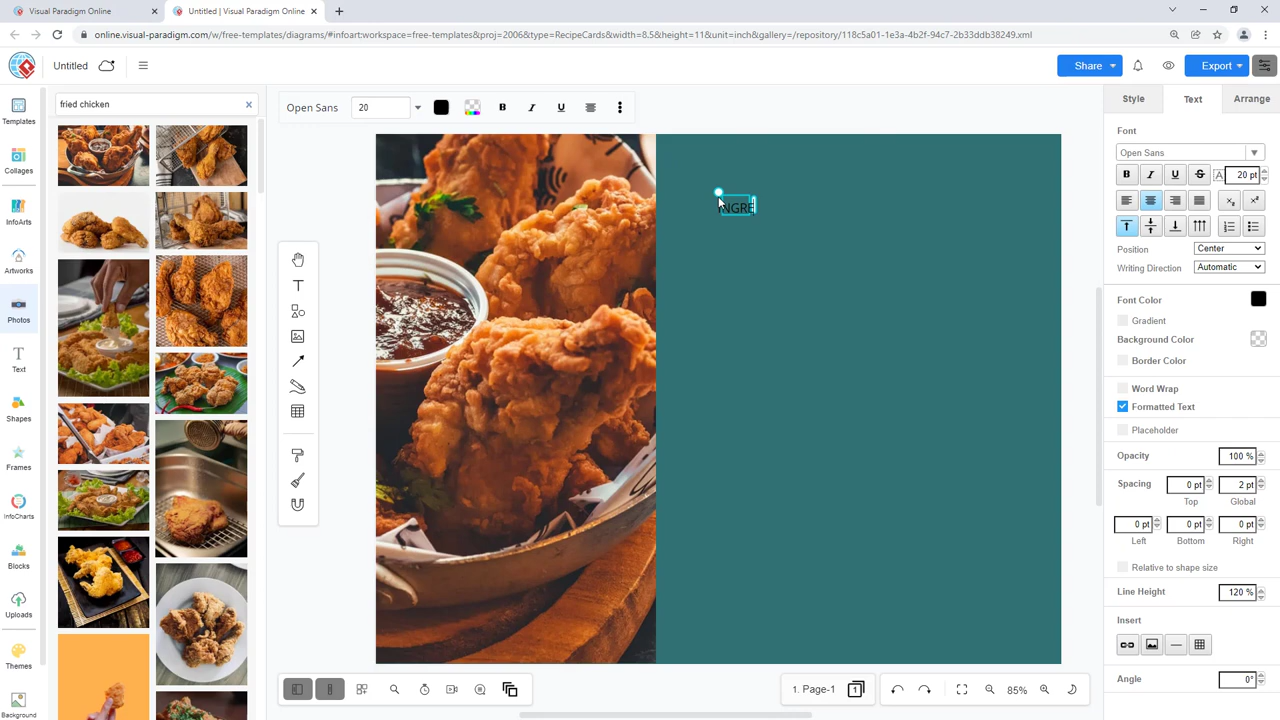 Visual Paradigm Online
Untitled | Visual Paradigm Online
online.visual-paradigm.com/w/free-templates/diagrams/#infoart:workspace=free-templates&proj=2006&type=RecipeCards&width=8.5&height=11&unit=inch&gallery=/repository/118c5a01-1e3a-4b2f-94c7-2b33ddb38249.xml
Untitled
Share
Export
Templates
Collages
InfoArts
Artworks
Photos
Text
Shapes
Frames
InfoCharts
Blocks
Uploads
Themes
Background
fried chicken
Open Sans
20
B
I
U
T
INGRE
1. Page-1
1
85%
Style
Text
Arrange
Font
Open Sans
B
I
U
S
A
20 pt
Position
Center
Writing Direction
Automatic
Font Color
Gradient
Background Color
Border Color
Word Wrap
Formatted Text
Placeholder
Opacity
100 %
Spacing
0 pt
2 pt
Top
Global
0 pt
0 pt
0 pt
Left
Bottom
Right
Relative to shape size
Line Height
120 %
Insert
Angle
0°